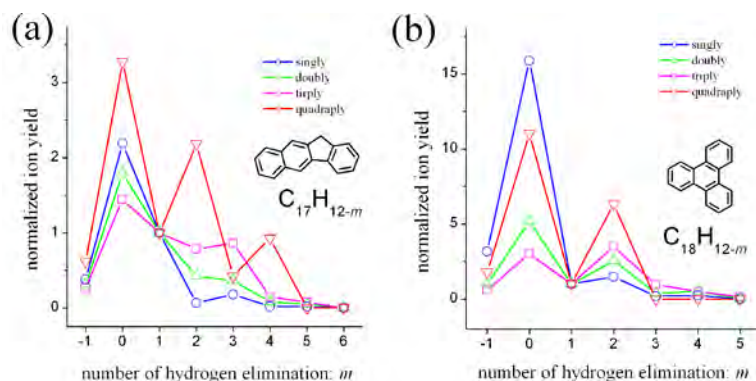 (a)
normalized ion yield
3
2
1
0
singly
doubly
tirply
quadraply
C17H12-m
-1 0 1 2 3 4 5 6
number of hydrogen elimination: m
(b)
normalized ion yield
15
10
5
0
singly
doubly
triply
quadraply
C18H12-m
-1 0 1 2 3 4 5
number of hydrogen elimination: m